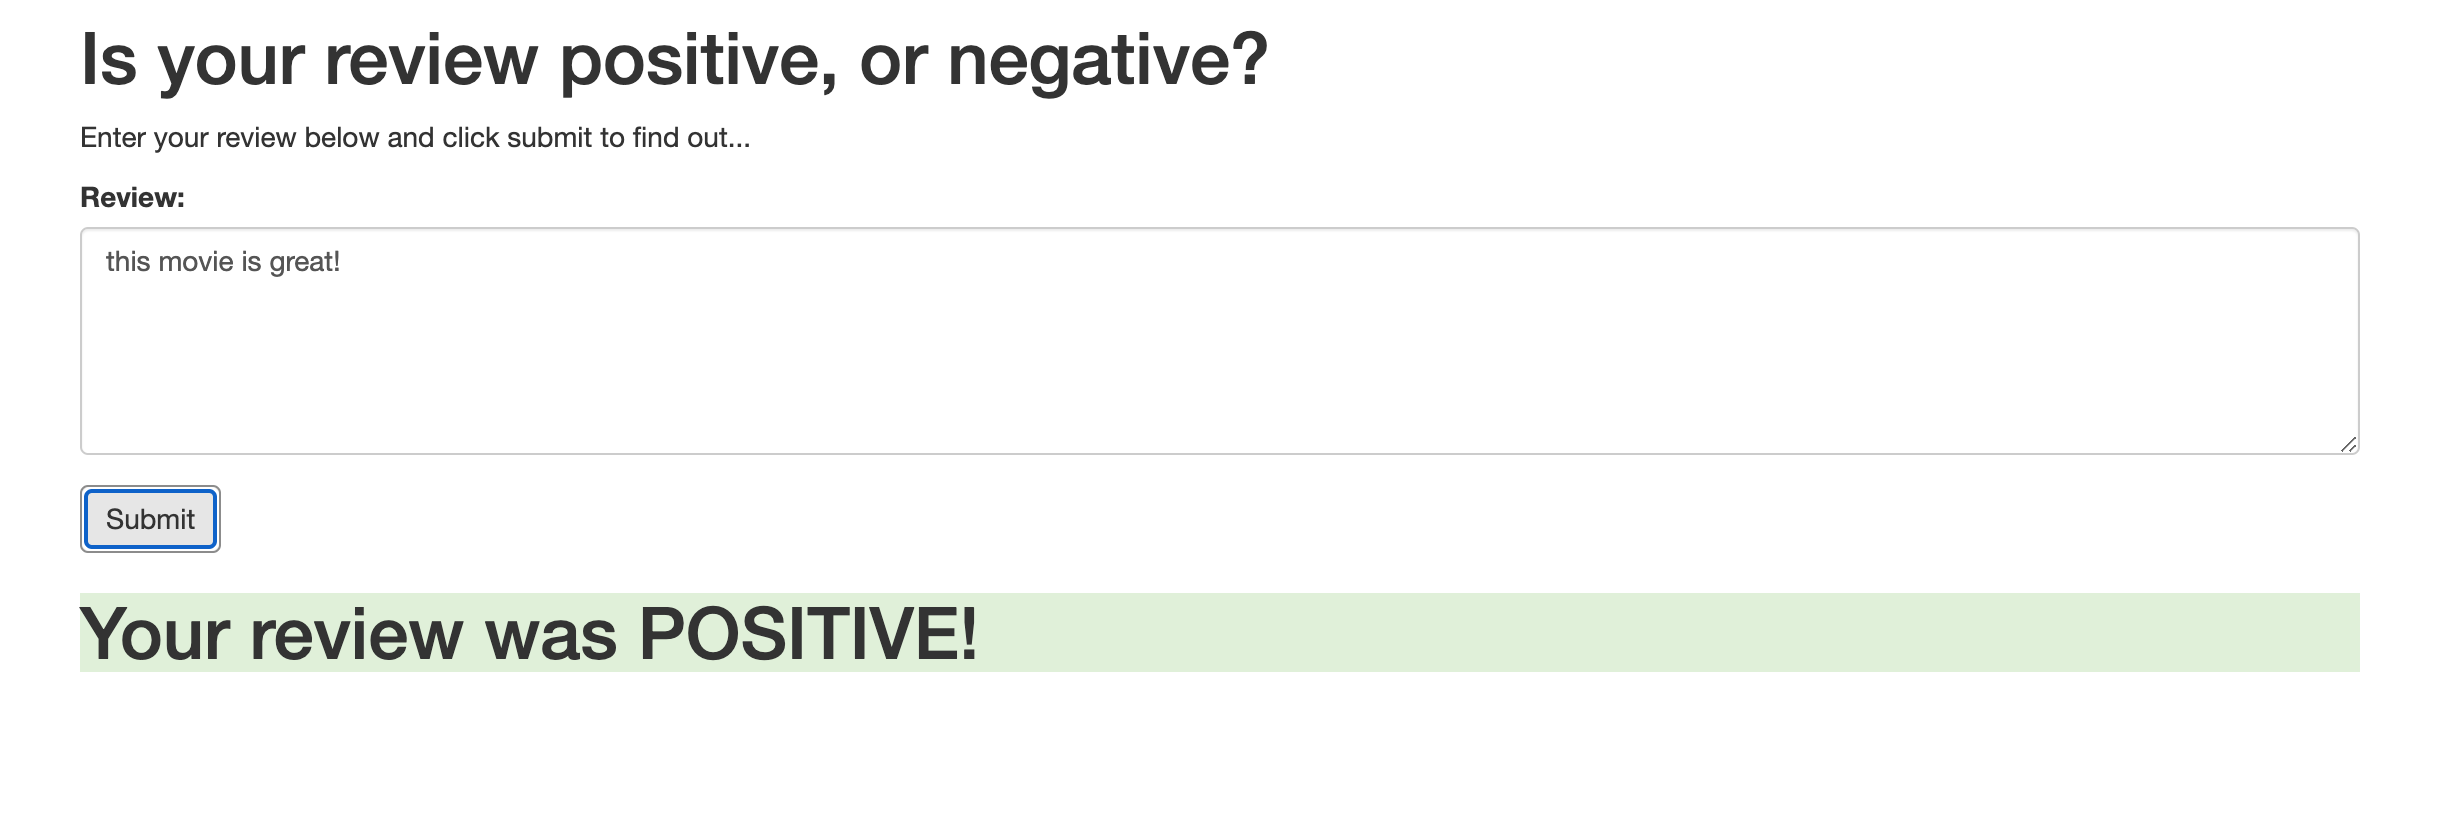 Is your review positive, or negative?
Enter your review below and click submit to find out...
Review:
this movie is great!
Submit
Your review was POSITIVE!